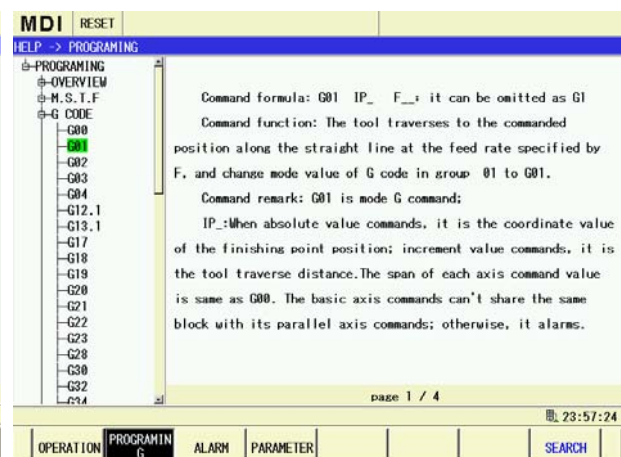 MDI RESET
HELP -> PROGRAMING
PROGRAMING
OVERVIEW
M.S.T.F
G CODE
G00
G01
G02
G03
G04
G12.1
G13.1
G17
G18
G19
G20
G21
G22
G23
G28
G30
G32
G34
Command formula: G01 IP_ F__; it can be omitted as G1
Command function: The tool traverses to the commanded
position along the straight line at the feed rate specified by
F, and change mode value of G code in group 01 to G01.
Command remark: G01 is mode G command;
IP_:When absolute value commands, it is the coordinate value
of the finishing point position; increment value commands, it is
the tool traverse distance.The span of each axis command value
is same as G00. The basic axis commands can't share the same
block with its parallel axis commands; otherwise, it alarms.
page 1 / 4
23:57:24
OPERATION PROGRAMIN G ALARM PARAMETER SEARCH